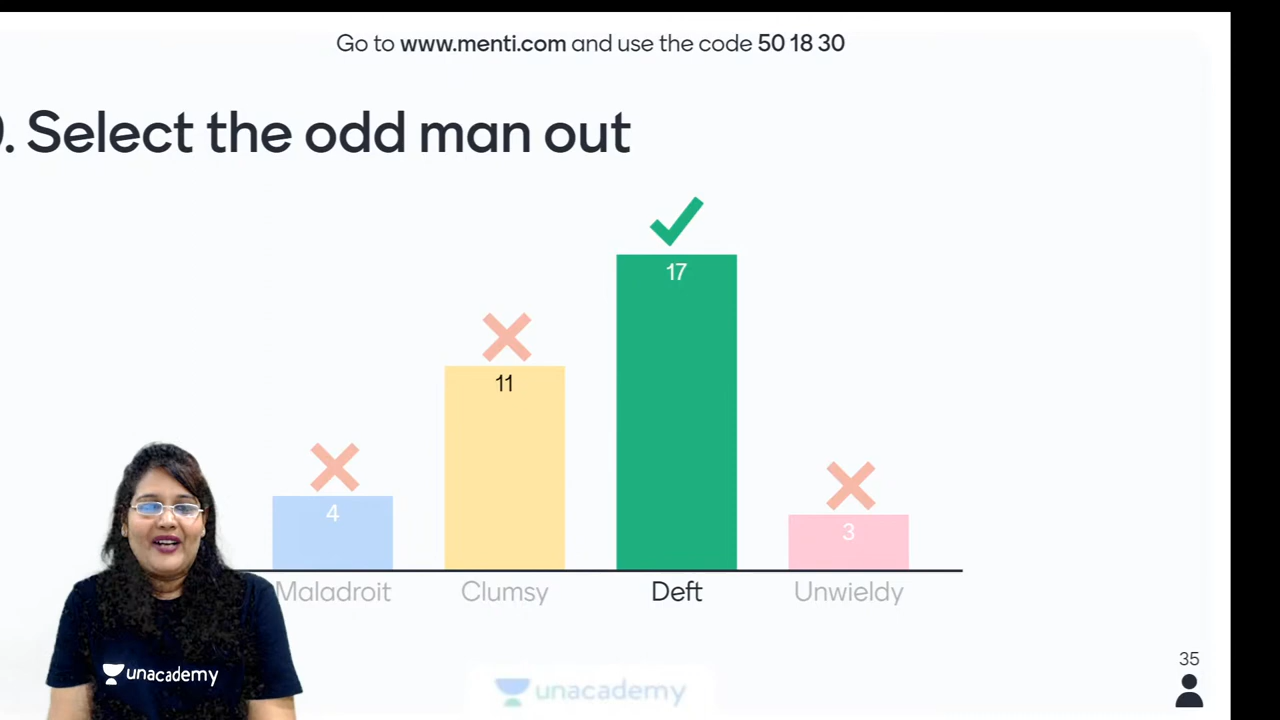 Go to www.menti.com and use the code 50 18 30
. Select the odd man out
17
11
4
3
Maladroit Clumsy Deft Unwieldy
35
unacademy
unacademy